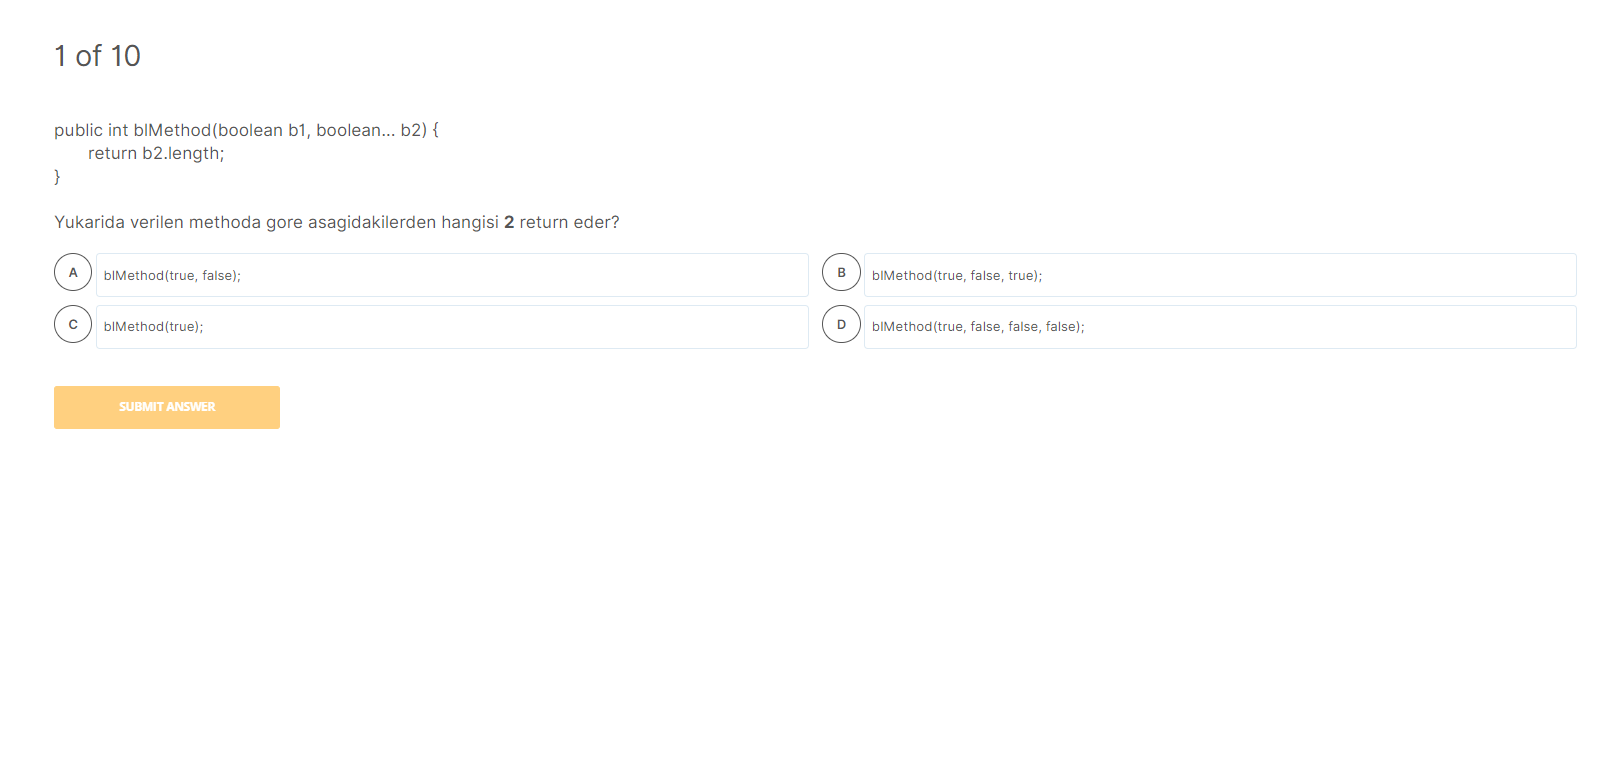 1 of 10
public int blMethod(boolean b1, boolean... b2) {
return b2.length;
}
Yukarida verilen methoda gore asagidakilerden hangisi 2 return eder?
A blMethod(true, false);
B blMethod(true, false, true);
C blMethod(true);
D blMethod(true, false, false, false);
SUBMIT ANSWER